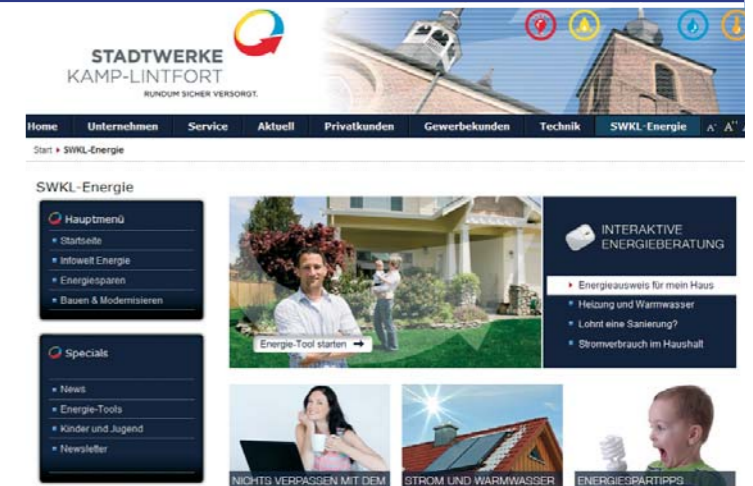 STADTWERKE
KAMP-LINTFORT
RUNDUM SICHER VERSORGT.
Home Unternehmen Service Aktuell Privatkunden Gewerbekunden Technik SWKL-Energie A- A++
Start ▸ SWKL-Energie
SWKL-Energie
Hauptmenü
Startseite
Infowelt Energie
Energiesparen
Bauen & Modernisieren
Energie-Tool starten
INTERAKTIVE
ENERGIEBERATUNG
Energieausweis für mein Haus
Heizung und Warmwasser
Lohnt eine Sanierung?
Stromverbrauch im Haushalt
Specials
News
Energie-Tools
Kinder und Jugend
Newsletter
NICHTS VERPASSEN MIT DEM
STROM UND WARMWASSER
ENERGIESPARTIPPS